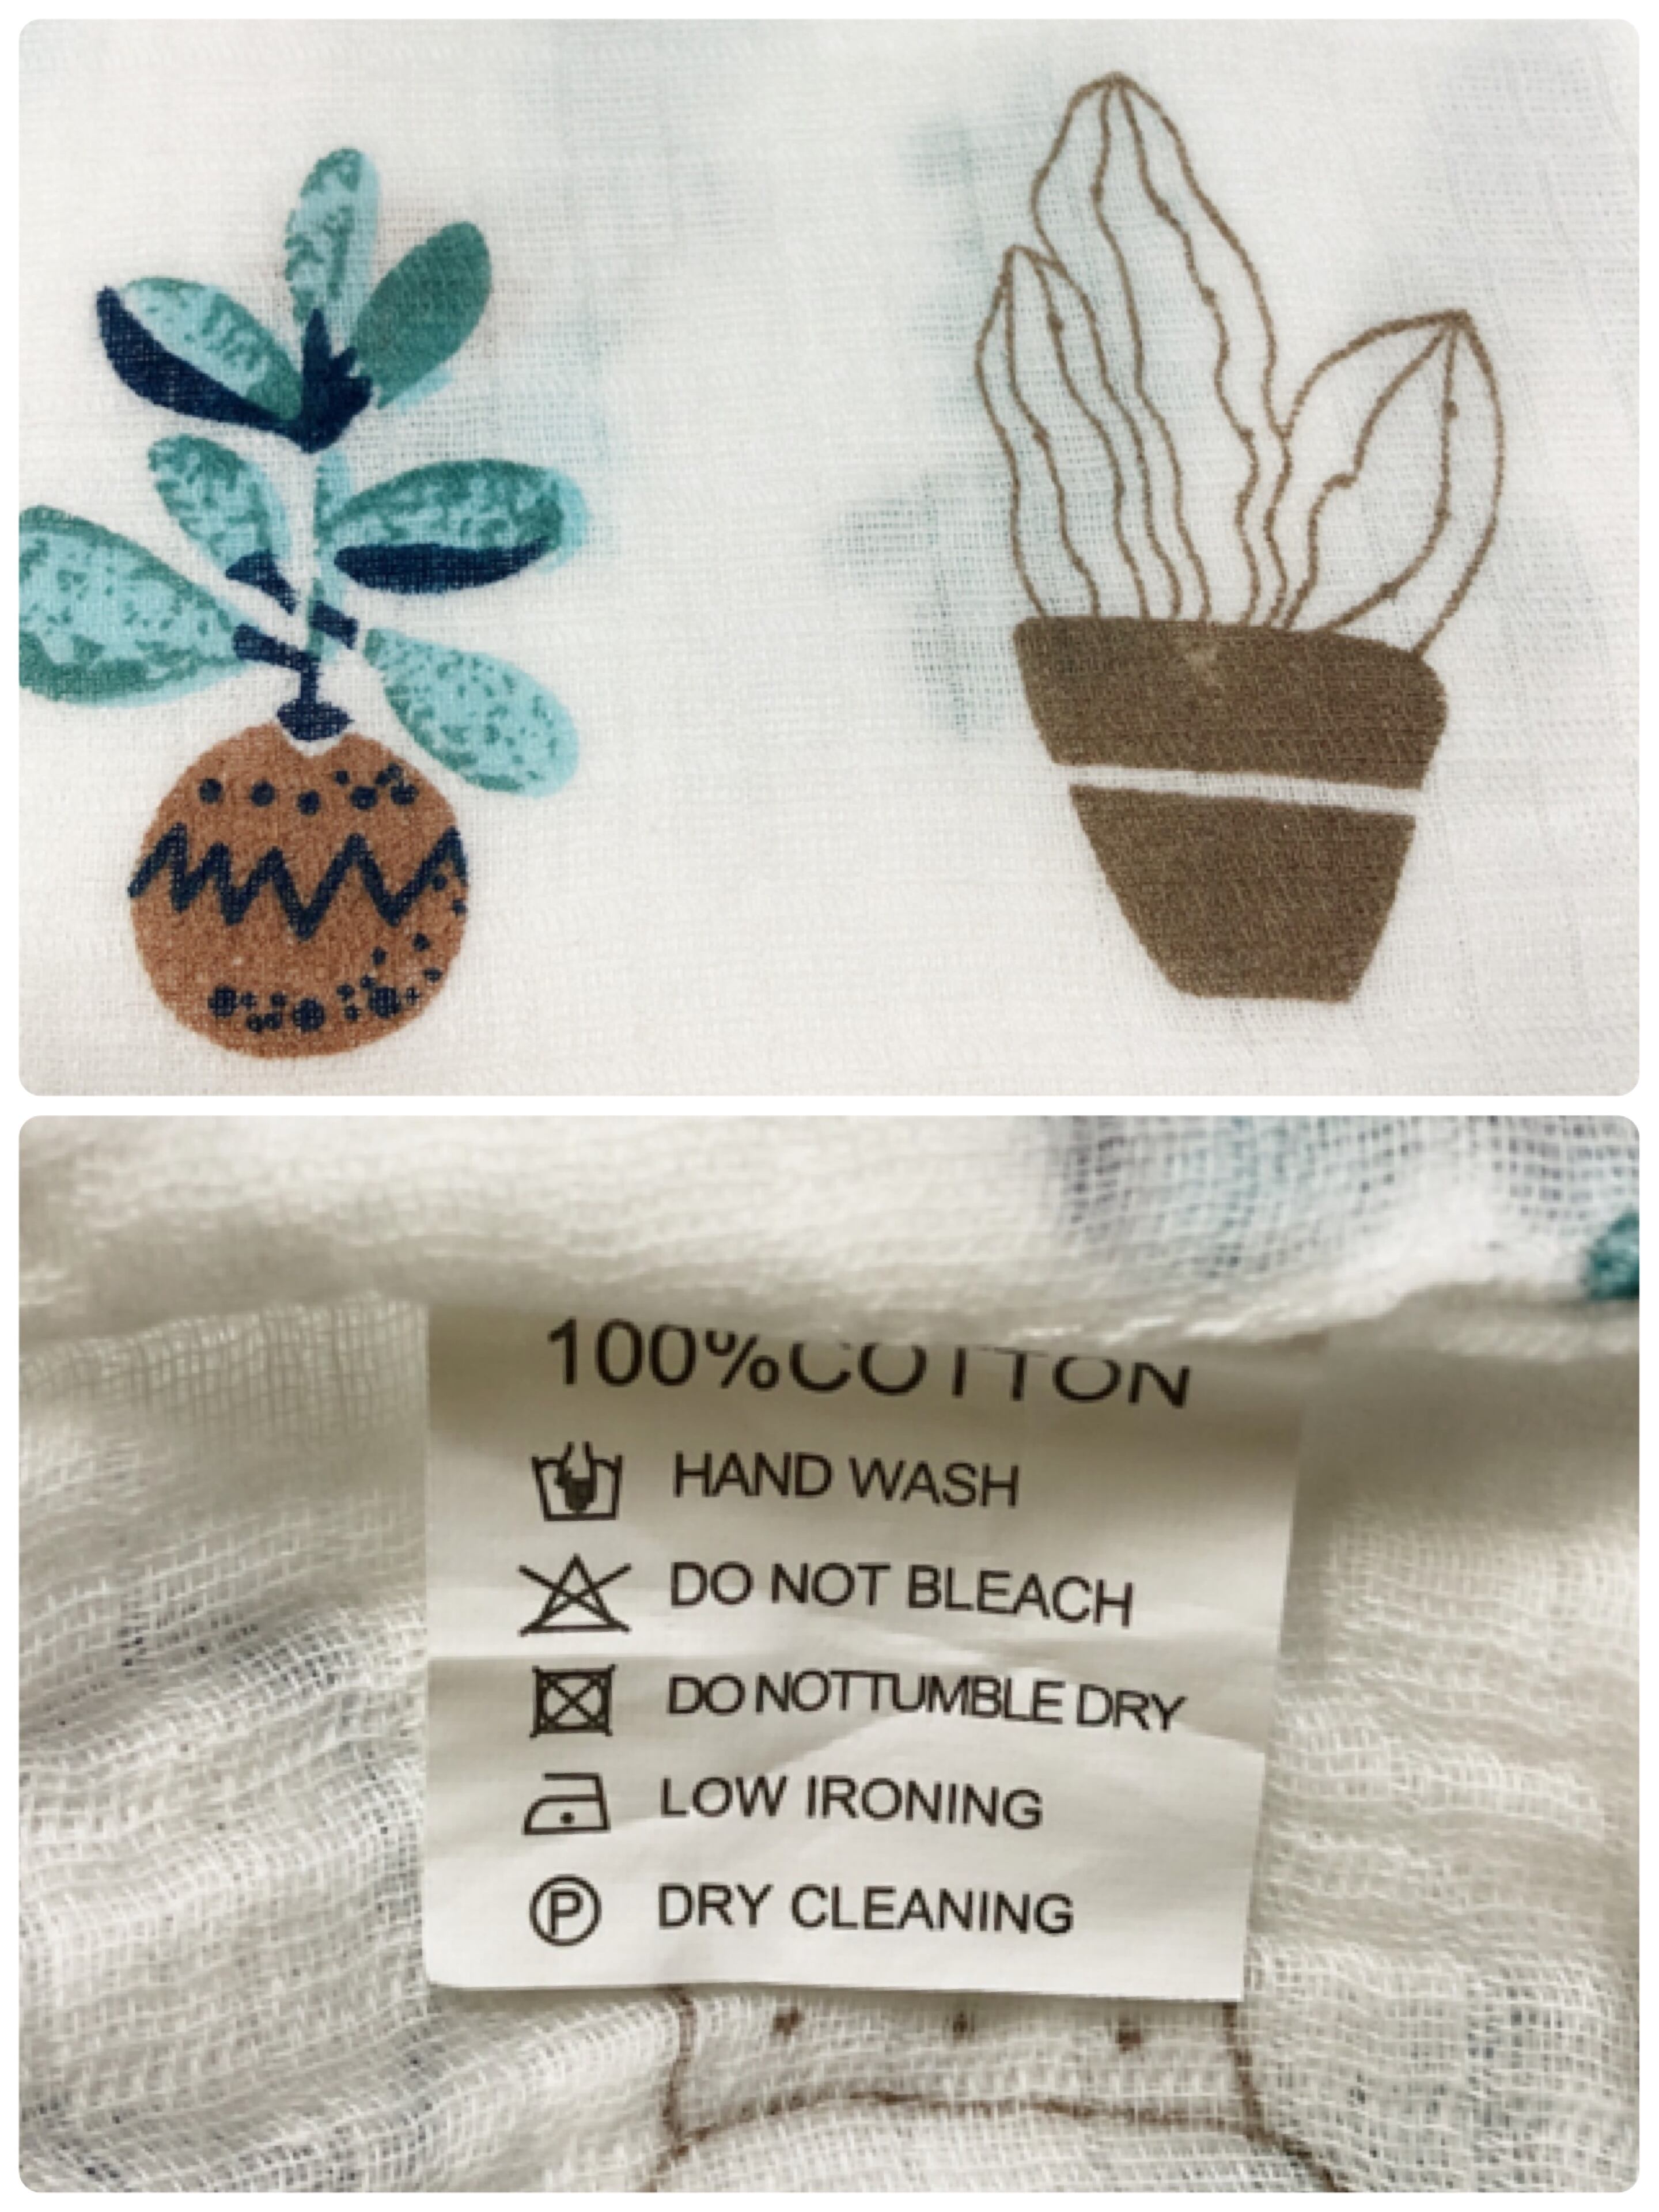 100%COTTON
HAND WASH
DO NOT BLEACH
DO NOTTUMBLE DRY
LOW IRONING
P DRY CLEANING